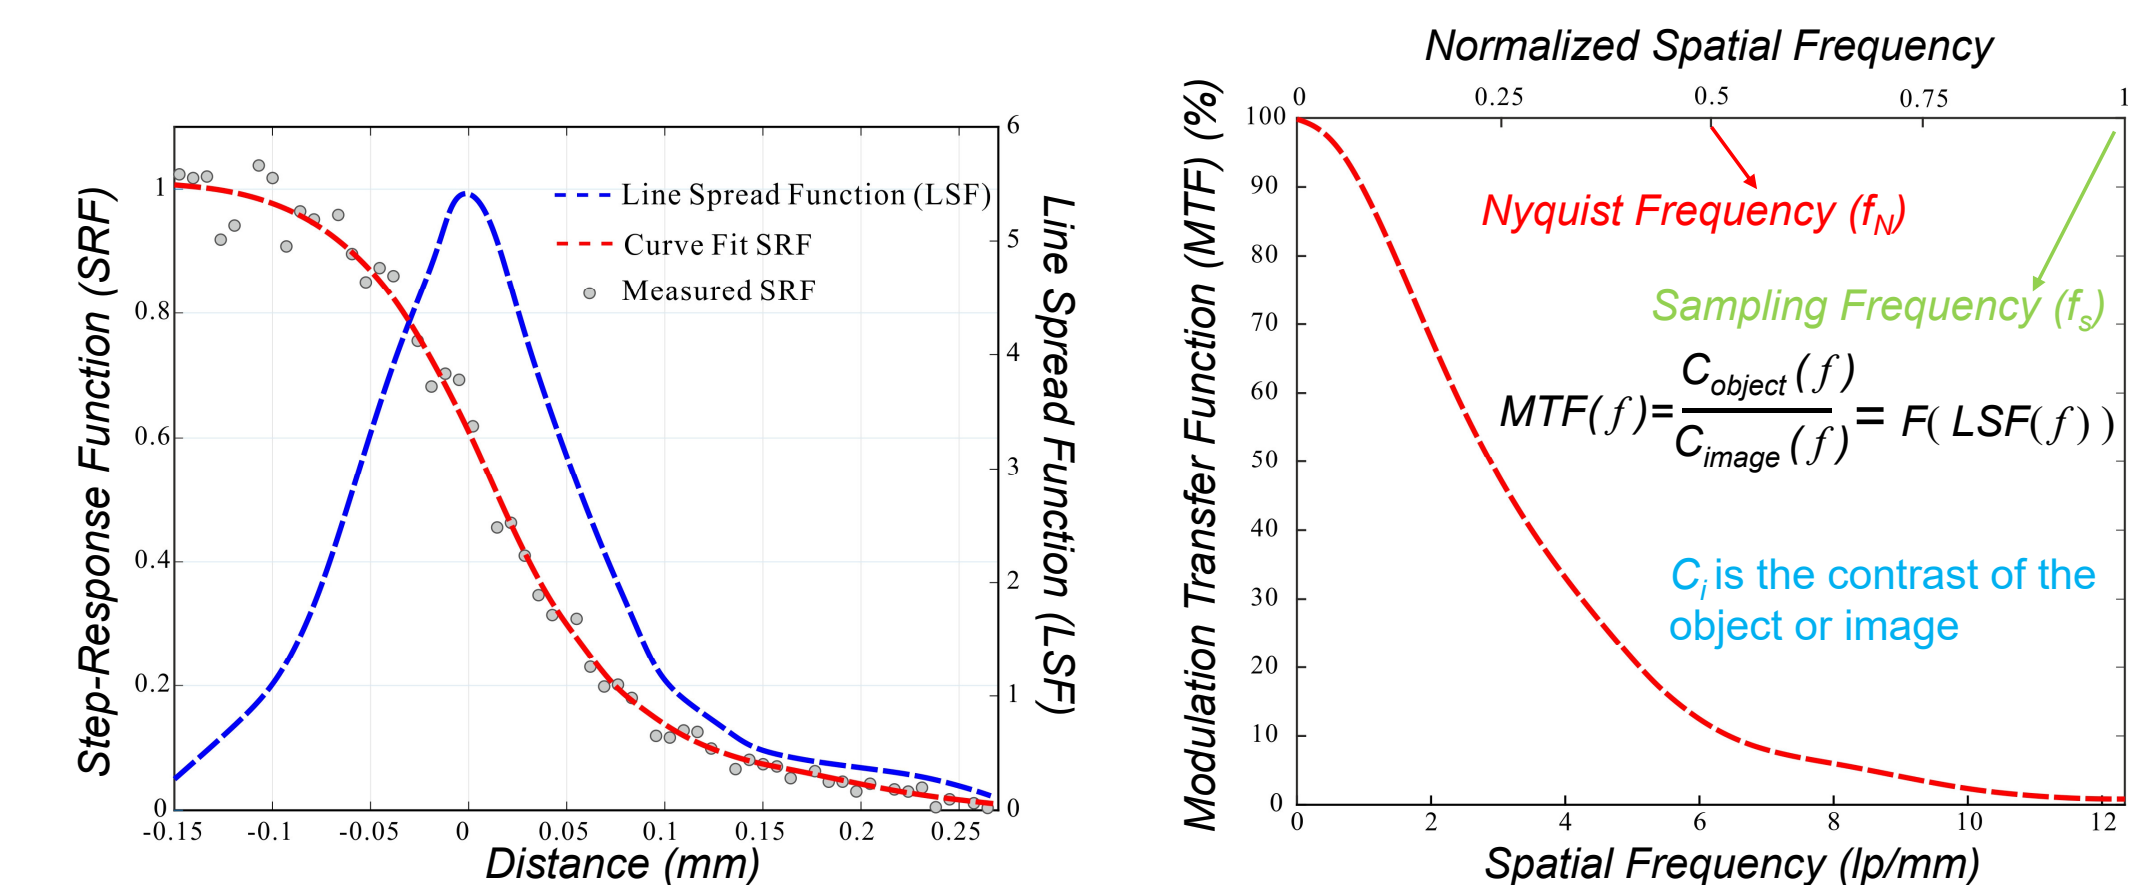 Step-Response Function (SRF)
1
0.8
0.6
0.4
0.2
0
-0.15 -0.1 -0.05 0 0.05 0.1 0.15 0.2 0.25
Distance (mm)
Line Spread Function (LSF)
Curve Fit SRF
Measured SRF
6
5
4
3
2
1
0
Line Spread Function (LSF)
Normalized Spatial Frequency
0 0.25 0.5 0.75 1
Modulation Transfer Function (MTF) (%)
100
90
80
70
60
50
40
30
20
10
0
Nyquist Frequency (f_N)
Sampling Frequency (f_s)
MTF(f)= C_object (f) / C_image (f) = F( LSF(f) )
C_i is the contrast of the
object or image
0 2 4 6 8 10 12
Spatial Frequency (lp/mm)